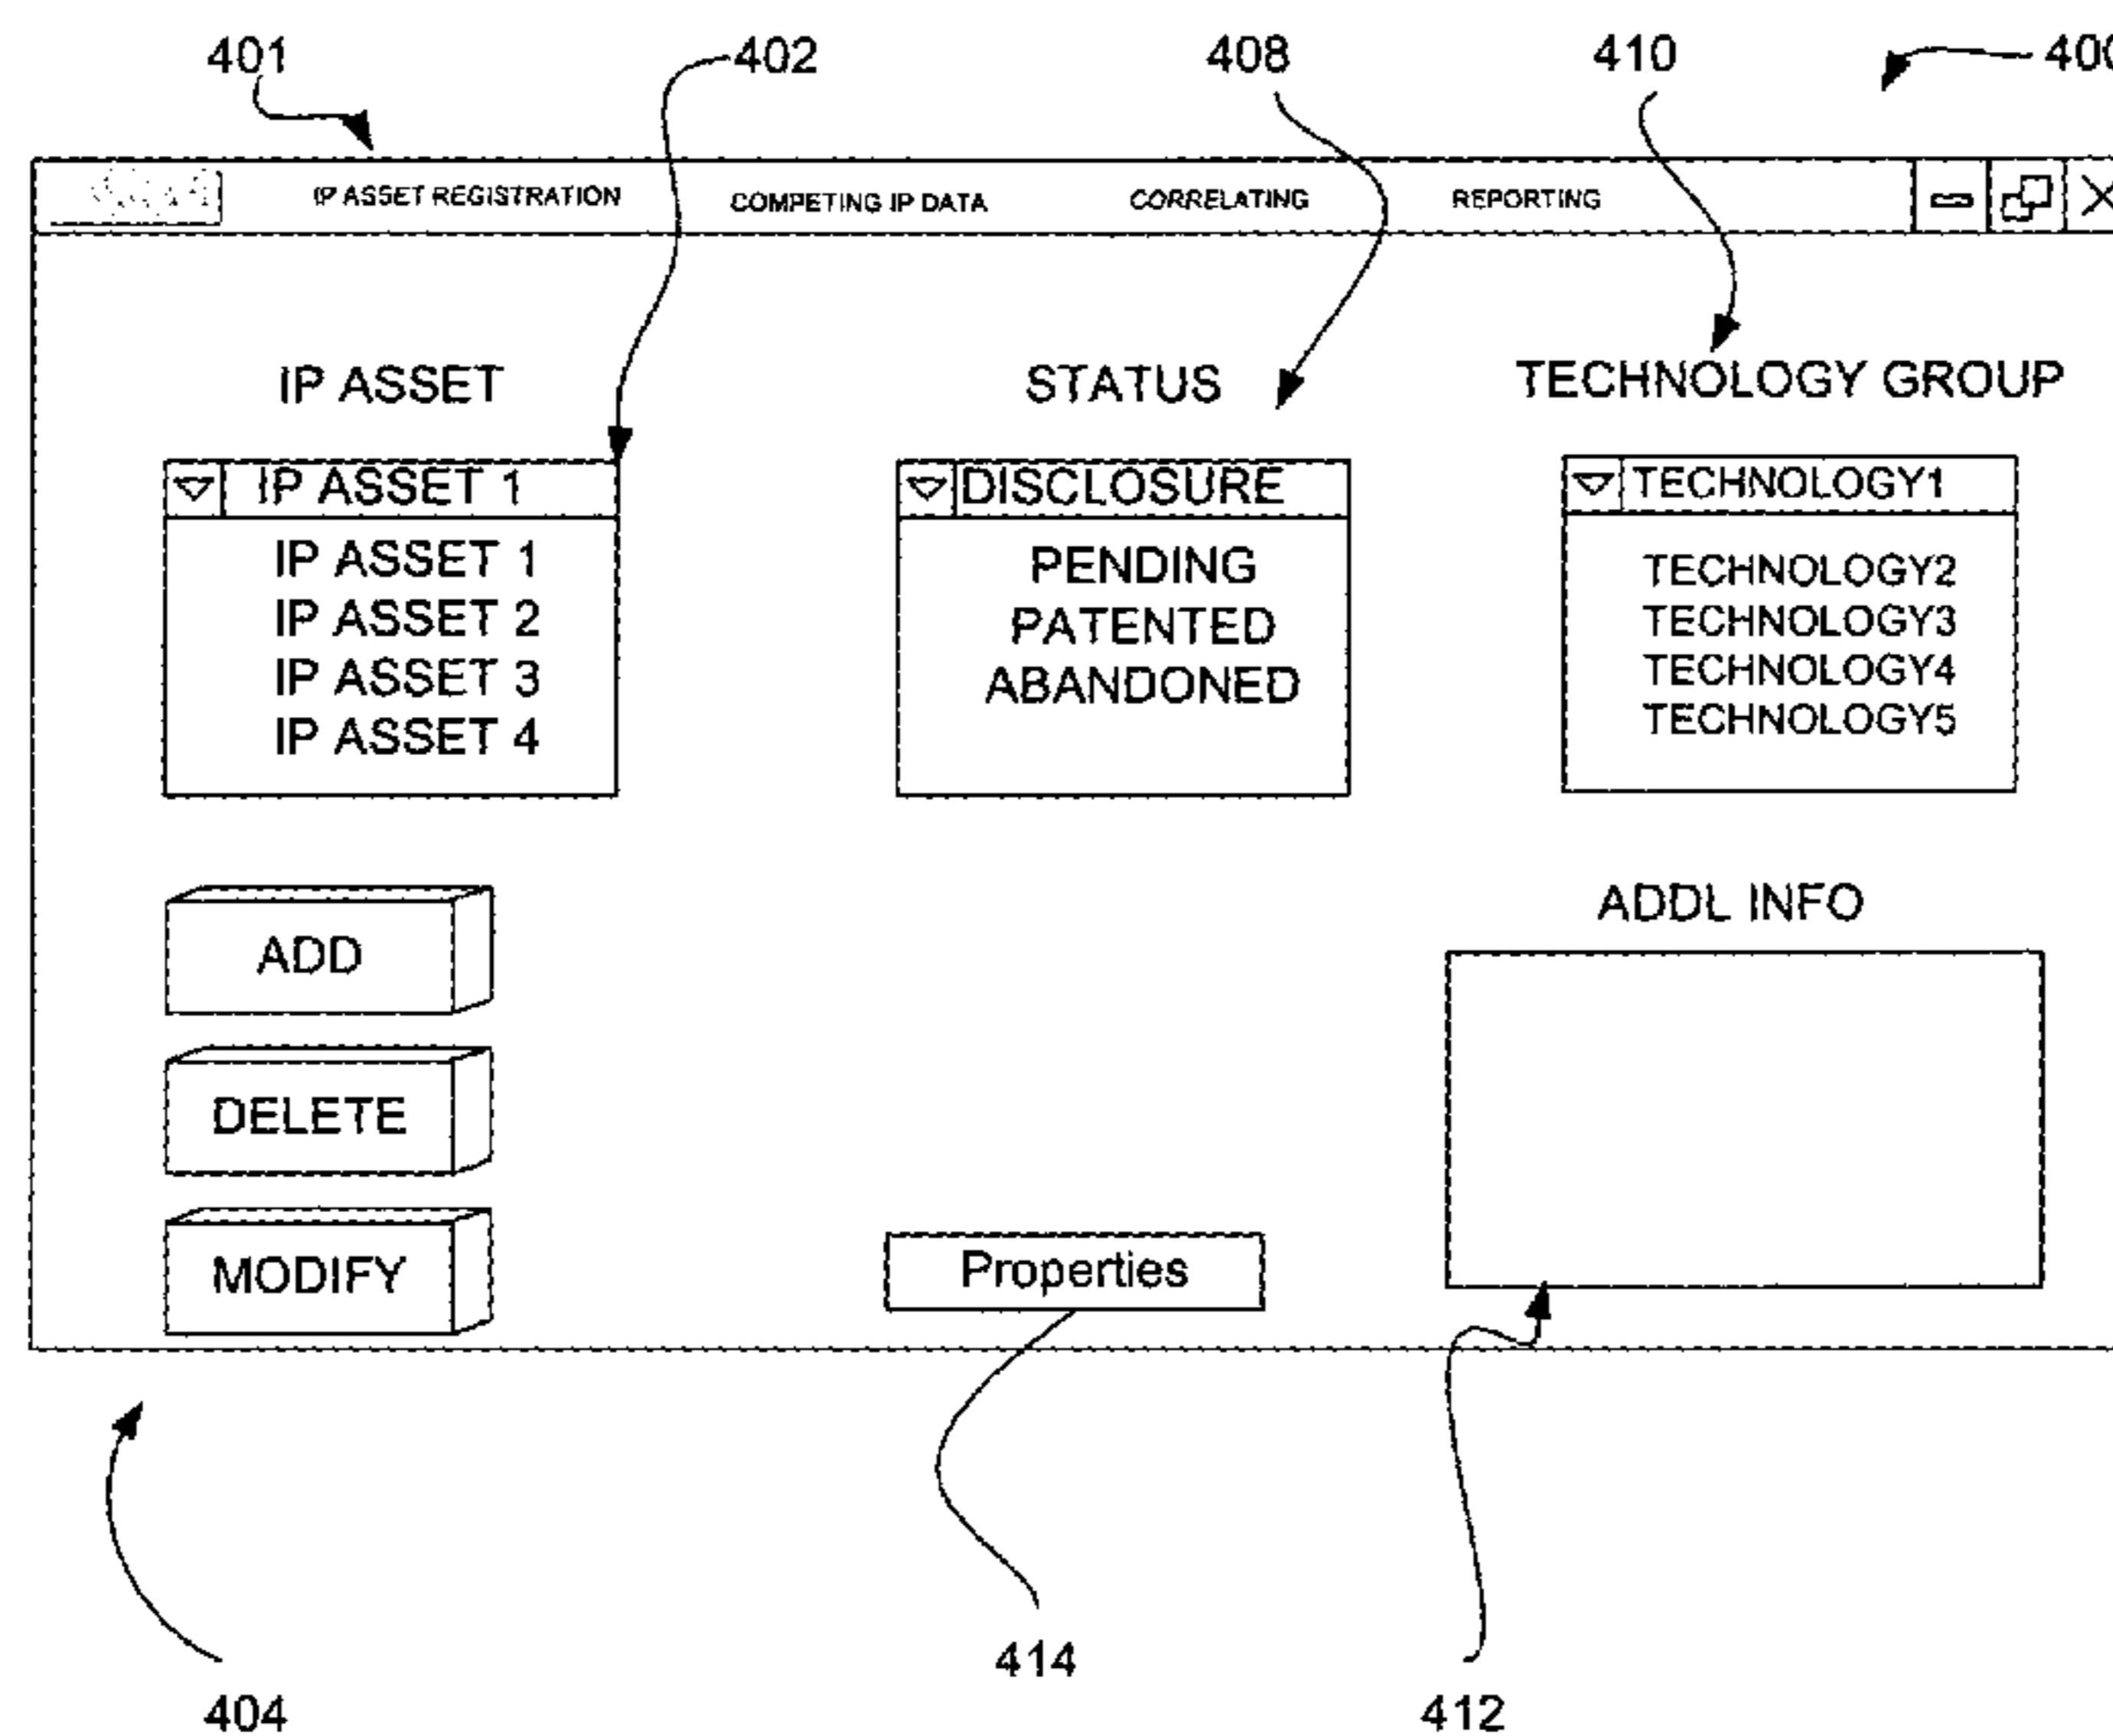 401 402 408 410 400
IP ASSET REGISTRATION COMPETING IP DATA CORRELATING REPORTING
IP ASSET STATUS TECHNOLOGY GROUP
IP ASSET 1
IP ASSET 1
IP ASSET 2
IP ASSET 3
IP ASSET 4
DISCLOSURE
PENDING
PATENTED
ABANDONED
TECHNOLOGY1
TECHNOLOGY2
TECHNOLOGY3
TECHNOLOGY4
TECHNOLOGY5
ADD
DELETE
MODIFY
Properties
ADDL INFO
414
404
412